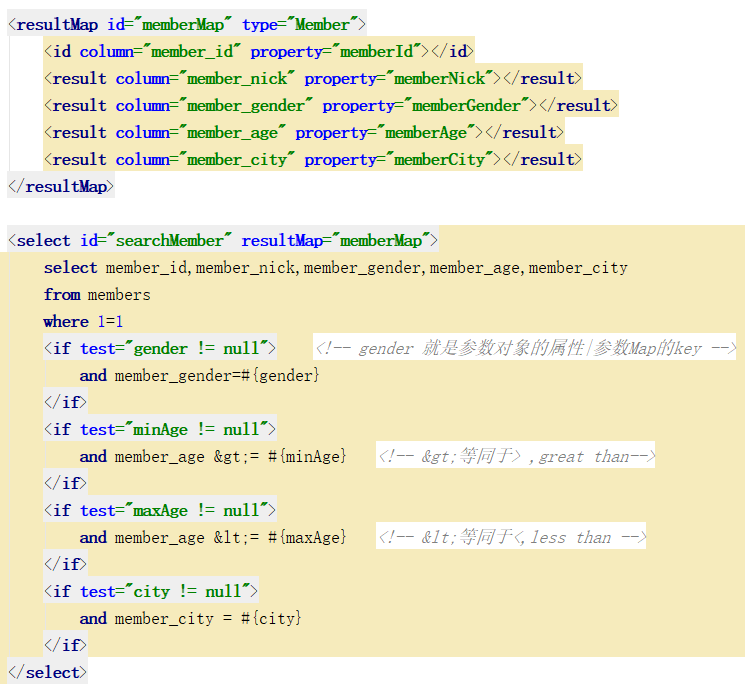 <resultMap id="memberMap" type="Member">
    <id column="member_id" property="memberId"></id>
    <result column="member_nick" property="memberNick"></result>
    <result column="member_gender" property="memberGender"></result>
    <result column="member_age" property="memberAge"></result>
    <result column="member_city" property="memberCity"></result>
</resultMap>
<select id="searchMember" resultMap="memberMap">
    select member_id,member_nick,member_gender,member_age,member_city
    from members
    where 1=1
    <if test="gender != null">    <!-- gender 就是参数对象的属性|参数Map的key -->
        and member_gender=#{gender}
    </if>
    <if test="minAge != null">
        and member_age &gt;= #{minAge}    <!-- &gt;等同于> ,great than-->
    </if>
    <if test="maxAge != null">
        and member_age &lt;= #{maxAge}    <!-- &lt;等同于<,less than -->
    </if>
    <if test="city != null">
        and member_city = #{city}
    </if>
</select>